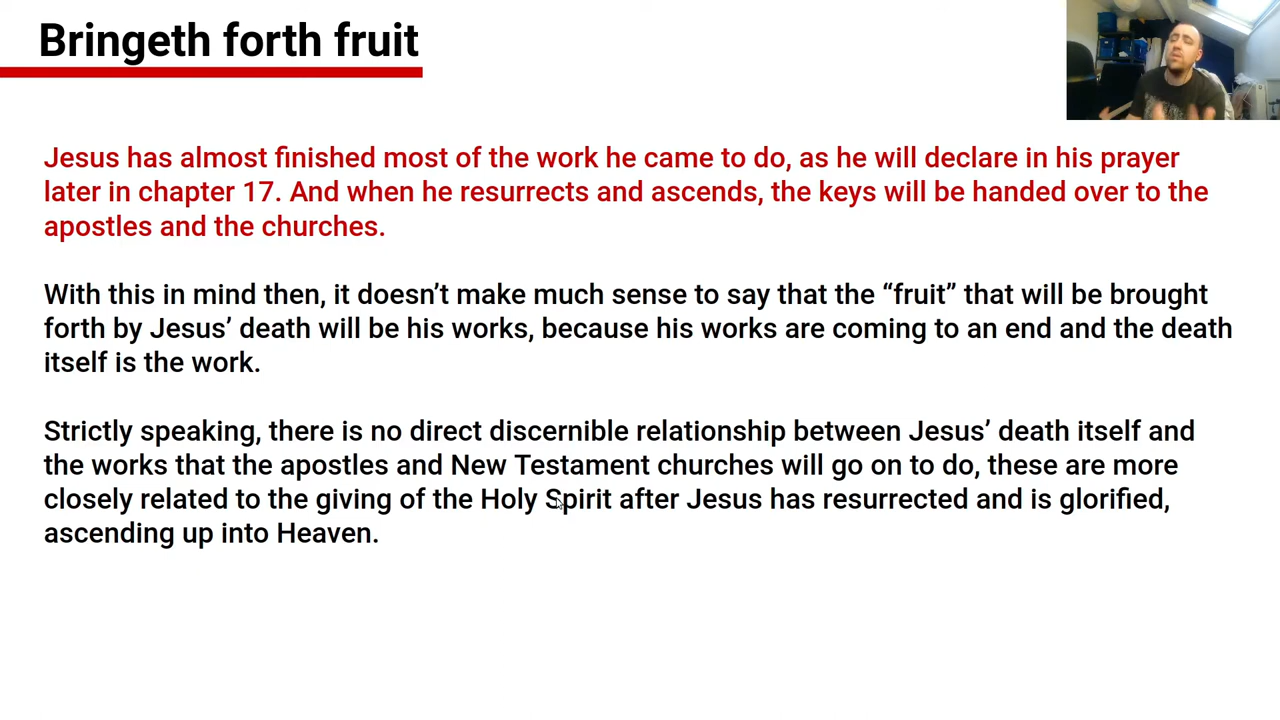 Bringeth forth fruit
Jesus has almost finished most of the work he came to do, as he will declare in his prayer
later in chapter 17. And when he resurrects and ascends, the keys will be handed over to the
apostles and the churches.
With this in mind then, it doesn’t make much sense to say that the “fruit” that will be brought
forth by Jesus’ death will be his works, because his works are coming to an end and the death
itself is the work.
Strictly speaking, there is no direct discernible relationship between Jesus’ death itself and
the works that the apostles and New Testament churches will go on to do, these are more
closely related to the giving of the Holy Spirit after Jesus has resurrected and is glorified,
ascending up into Heaven.